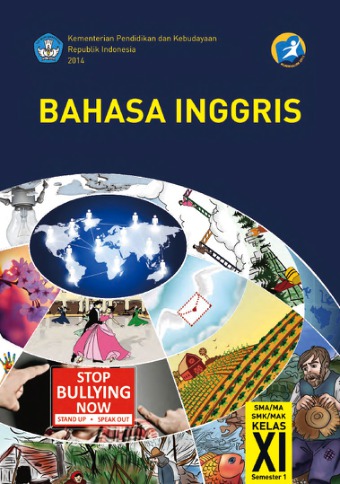 Kementerian Pendidikan dan Kebudayaan
Republik Indonesia
2014
BAHASA INGGRIS
STOP
BULLYING
NOW
STAND UP • SPEAK OUT
SMA/MA
SMK/MAK
KELAS
XI
Semester 1